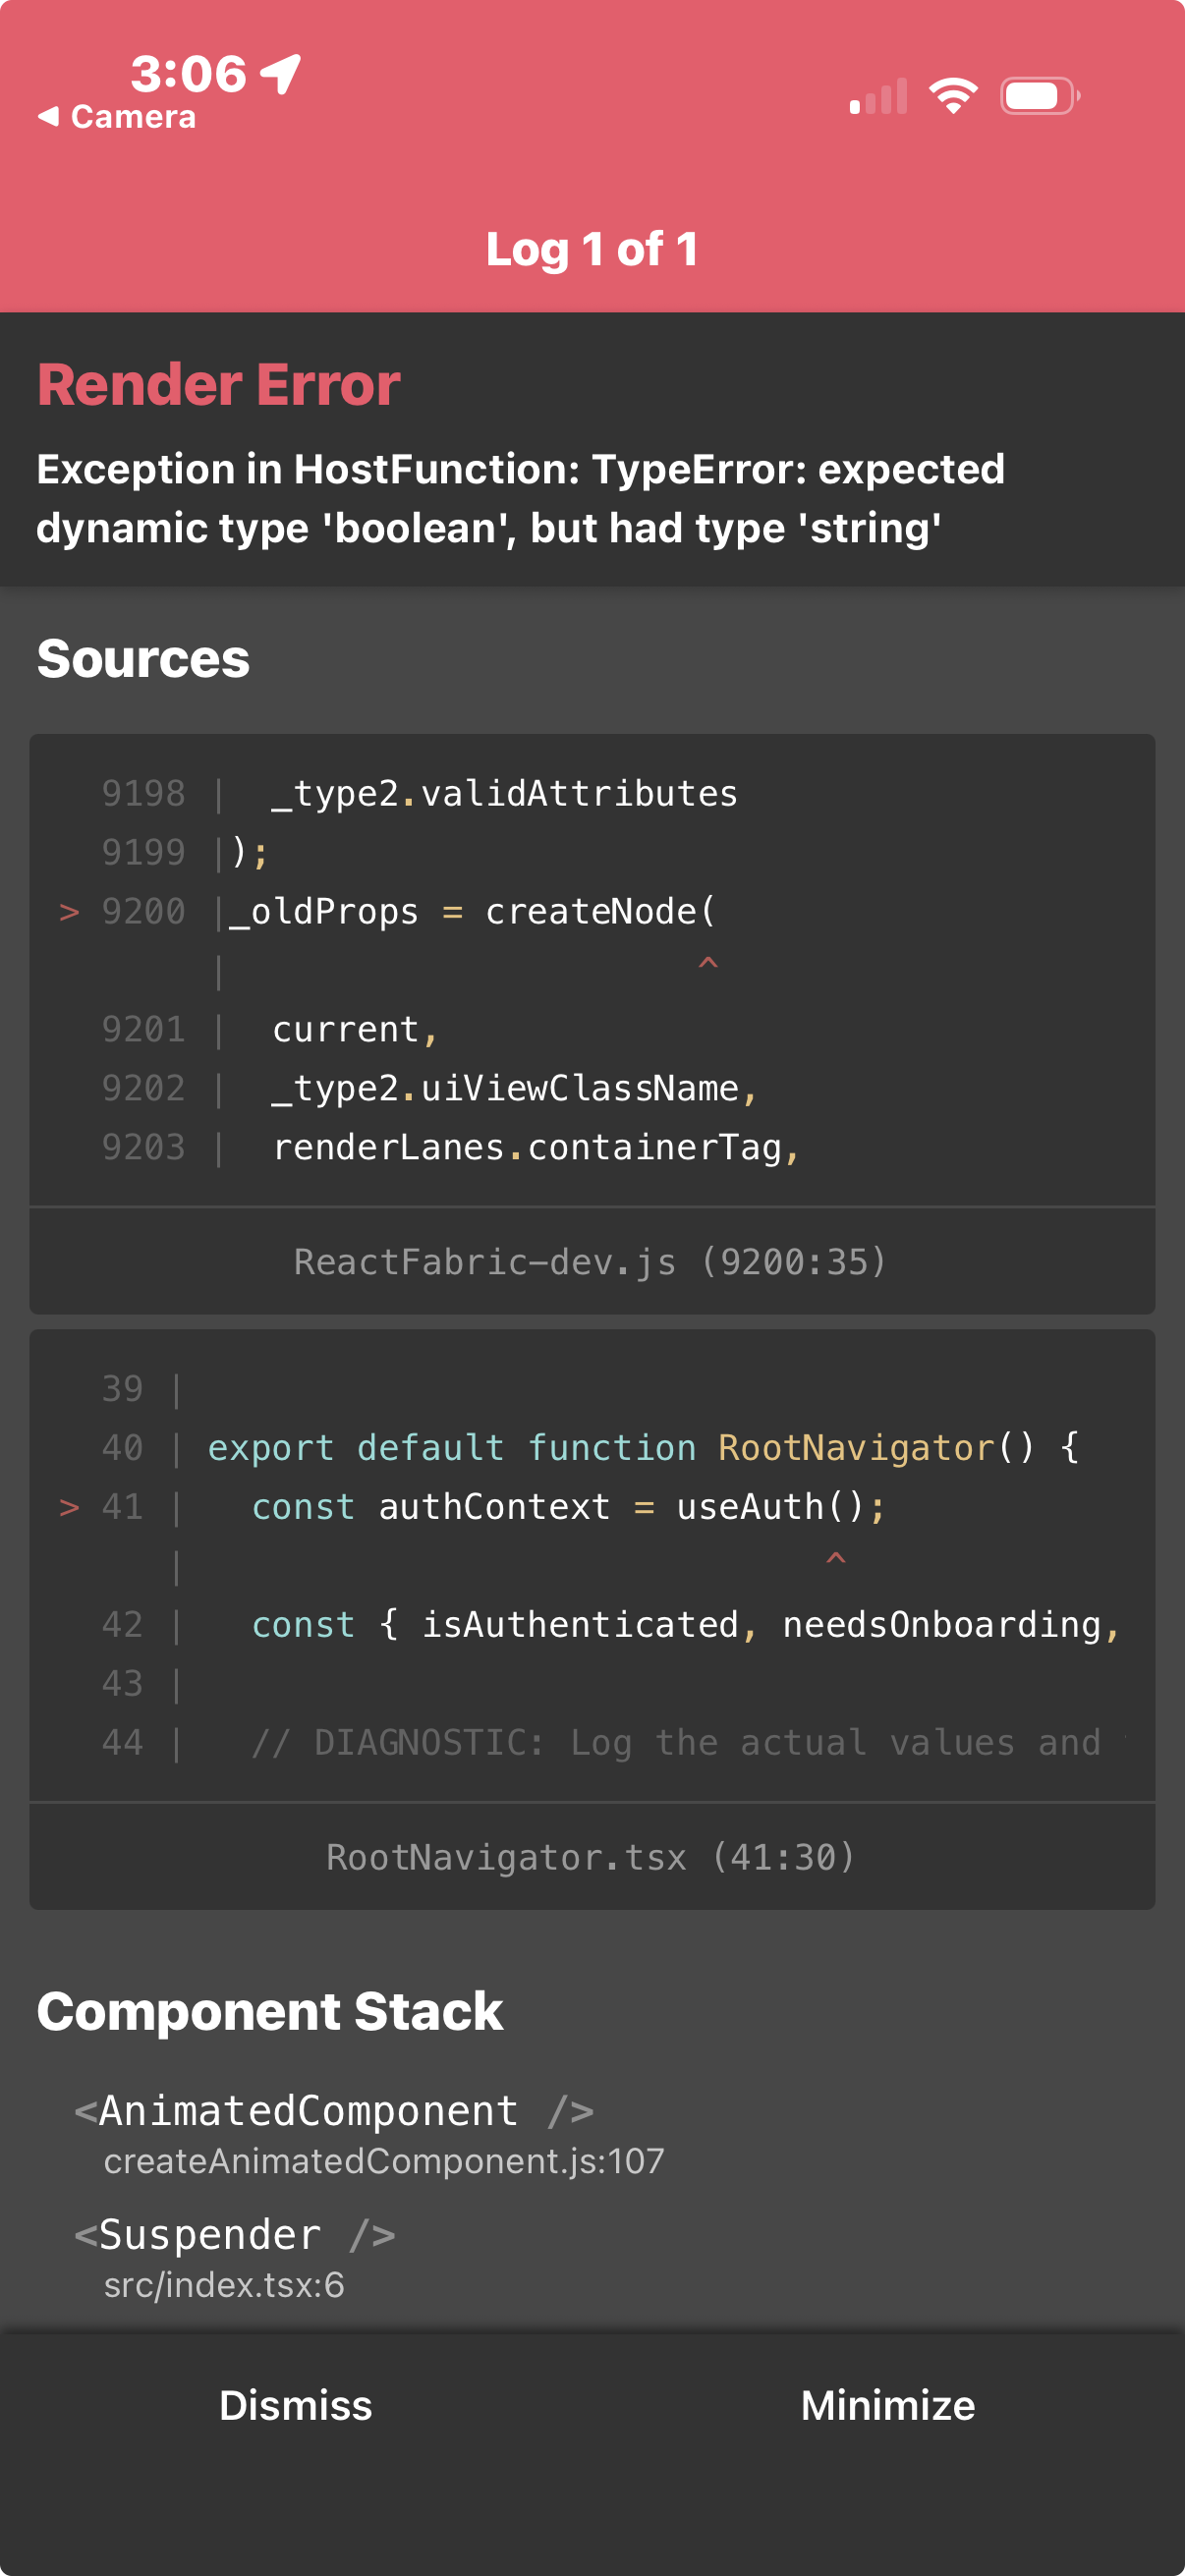 3:06
◀ Camera
Log 1 of 1
Render Error
Exception in HostFunction: TypeError: expected
dynamic type 'boolean', but had type 'string'
Sources
9198 |  _type2.validAttributes
9199 |);
> 9200 |_oldProps = createNode(
|                      ^
9201 |  current,
9202 |  _type2.uiViewClassName,
9203 |  renderLanes.containerTag,
ReactFabric-dev.js (9200:35)
39 |
40 | export default function RootNavigator() {
> 41 |   const authContext = useAuth();
|                              ^
42 |   const { isAuthenticated, needsOnboarding,
43 |
44 |   // DIAGNOSTIC: Log the actual values and
RootNavigator.tsx (41:30)
Component Stack
<AnimatedComponent />
createAnimatedComponent.js:107
<Suspender />
src/index.tsx:6
Dismiss
Minimize